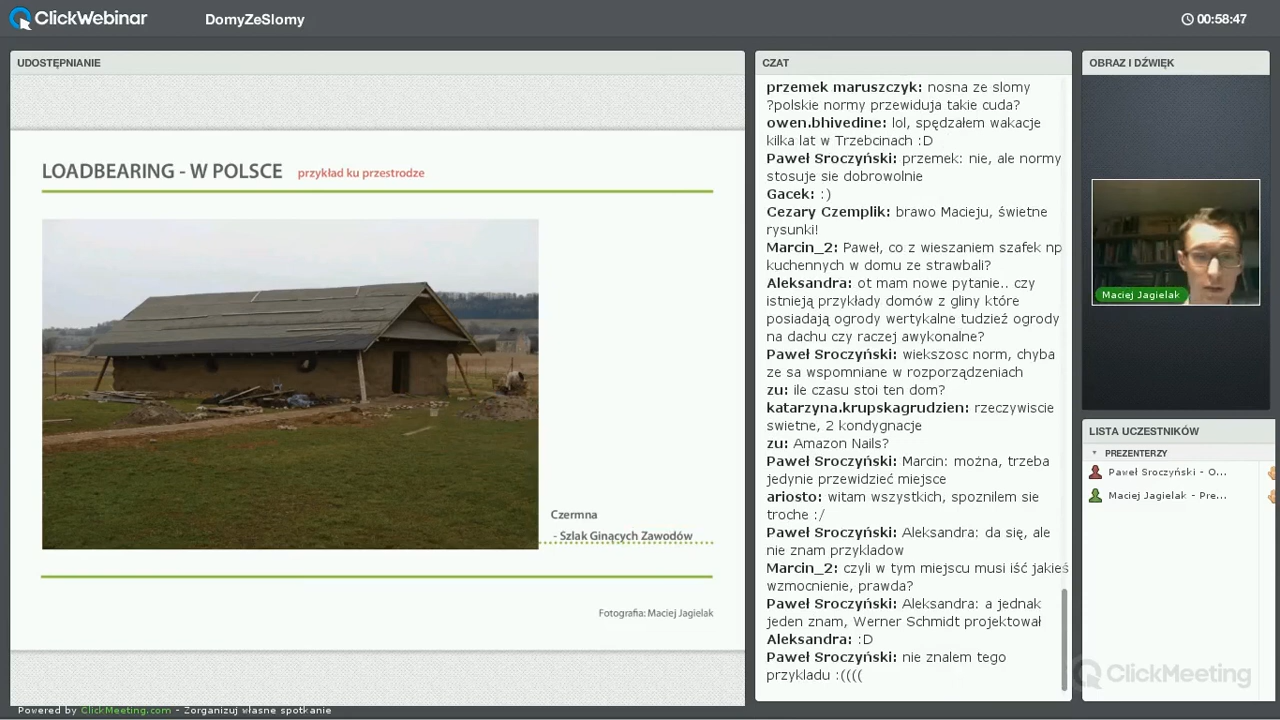 ClickWebinar
DomyZeSlomy
00:58:47
UDOSTĘPNIANIE
LOADBEARING - W POLSCE przykład ku przestrodze
Czermna
- Szlak Ginących Zawodów
Fotografia: Maciej Jagielak
Powered by ClickMeeting.com - Zorganizuj własne spotkanie
CZAT
przemek maruszczyk: nosna ze slomy
?polskie normy przewiduja takie cuda?
owen.bhivedine: lol, spędzałem wakacje
kilka lat w Trzebcinach :D
Paweł Sroczyński: przemek: nie, ale normy
stosuje sie dobrowolnie
Gacek: :)
Cezary Czemplik: brawo Macieju, świetne
rysunki!
Marcin_2: Paweł, co z wieszaniem szafek np
kuchennych w domu ze strawbali?
Aleksandra: ot mam nowe pytanie.. czy
istnieją przykłady domów z gliny które
posiadają ogrody wertykalne tudzież ogrody
na dachu czy raczej awykonalne?
Paweł Sroczyński: wiekszosc norm, chyba
ze sa wspomniane w rozporządzeniach
zu: ile czasu stoi ten dom?
katarzyna.krupskagrudzien: rzeczywiscie
swietne, 2 kondygnacje
zu: Amazon Nails?
Paweł Sroczyński: Marcin: można, trzeba
jedynie przewidzieć miejsce
ariosto: witam wszystkich, spoznilem sie
troche :/
Paweł Sroczyński: Aleksandra: da się, ale
nie znam przykladow
Marcin_2: czyli w tym miejscu musi iść jakieś
wzmocnienie, prawda?
Paweł Sroczyński: Aleksandra: a jednak
jeden znam, Werner Schmidt projektował
Aleksandra: :D
Paweł Sroczyński: nie znalem tego
przykladu :((((
OBRAZ I DŹWIĘK
Maciej Jagielak
LISTA UCZESTNIKÓW
PREZENTERZY
Paweł Sroczyński - O...
Maciej Jagielak - Pre...
ClickMeeting